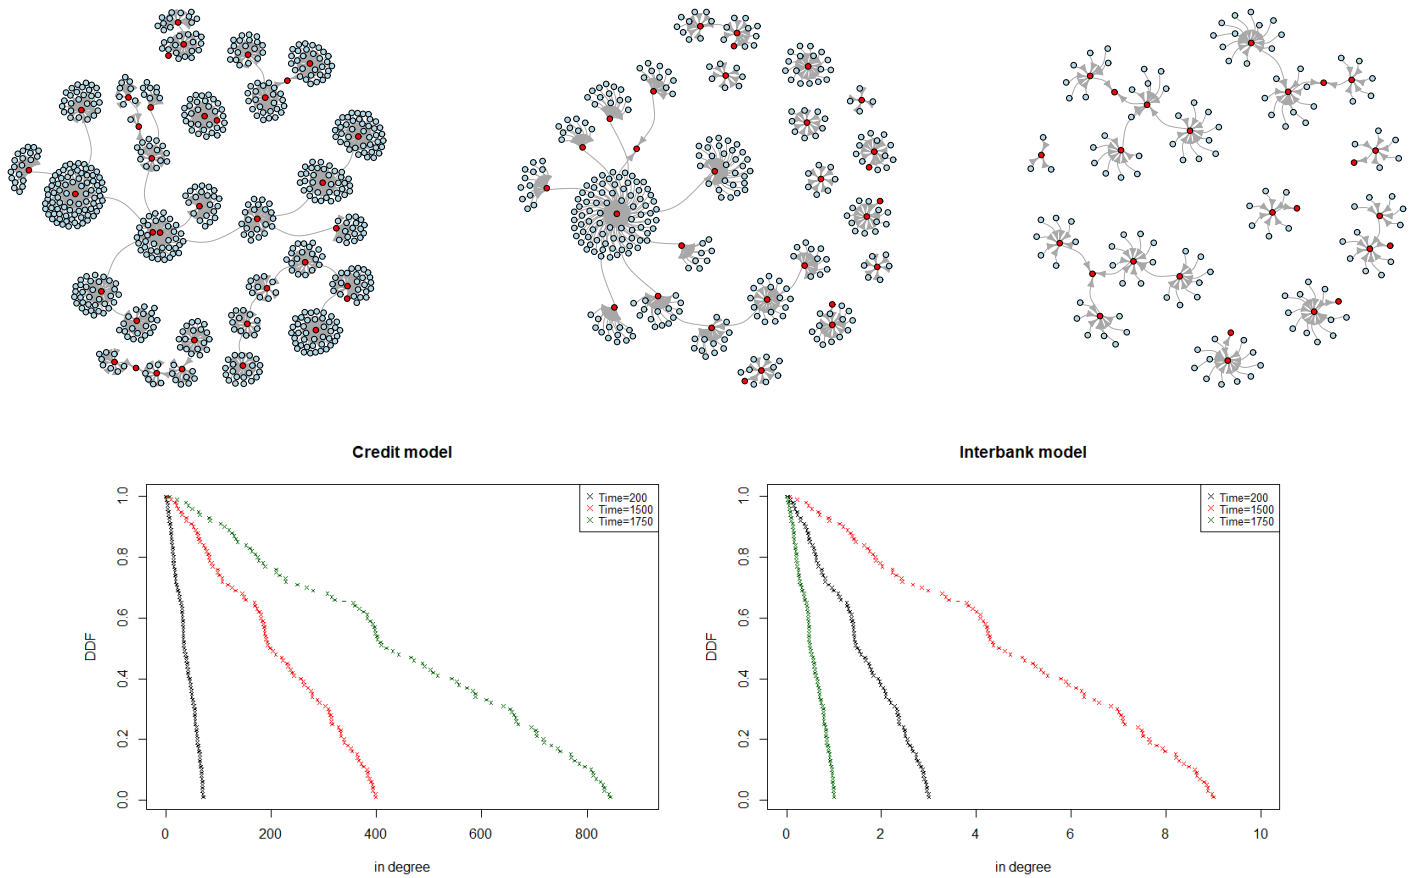 Credit model
DDF
0.0 0.2 0.4 0.6 0.8 1.0
× Time=200
× Time=1500
× Time=1750
0 200 400 600 800
in degree
Interbank model
DDF
0.0 0.2 0.4 0.6 0.8 1.0
× Time=200
× Time=1500
× Time=1750
0 2 4 6 8 10
in degree